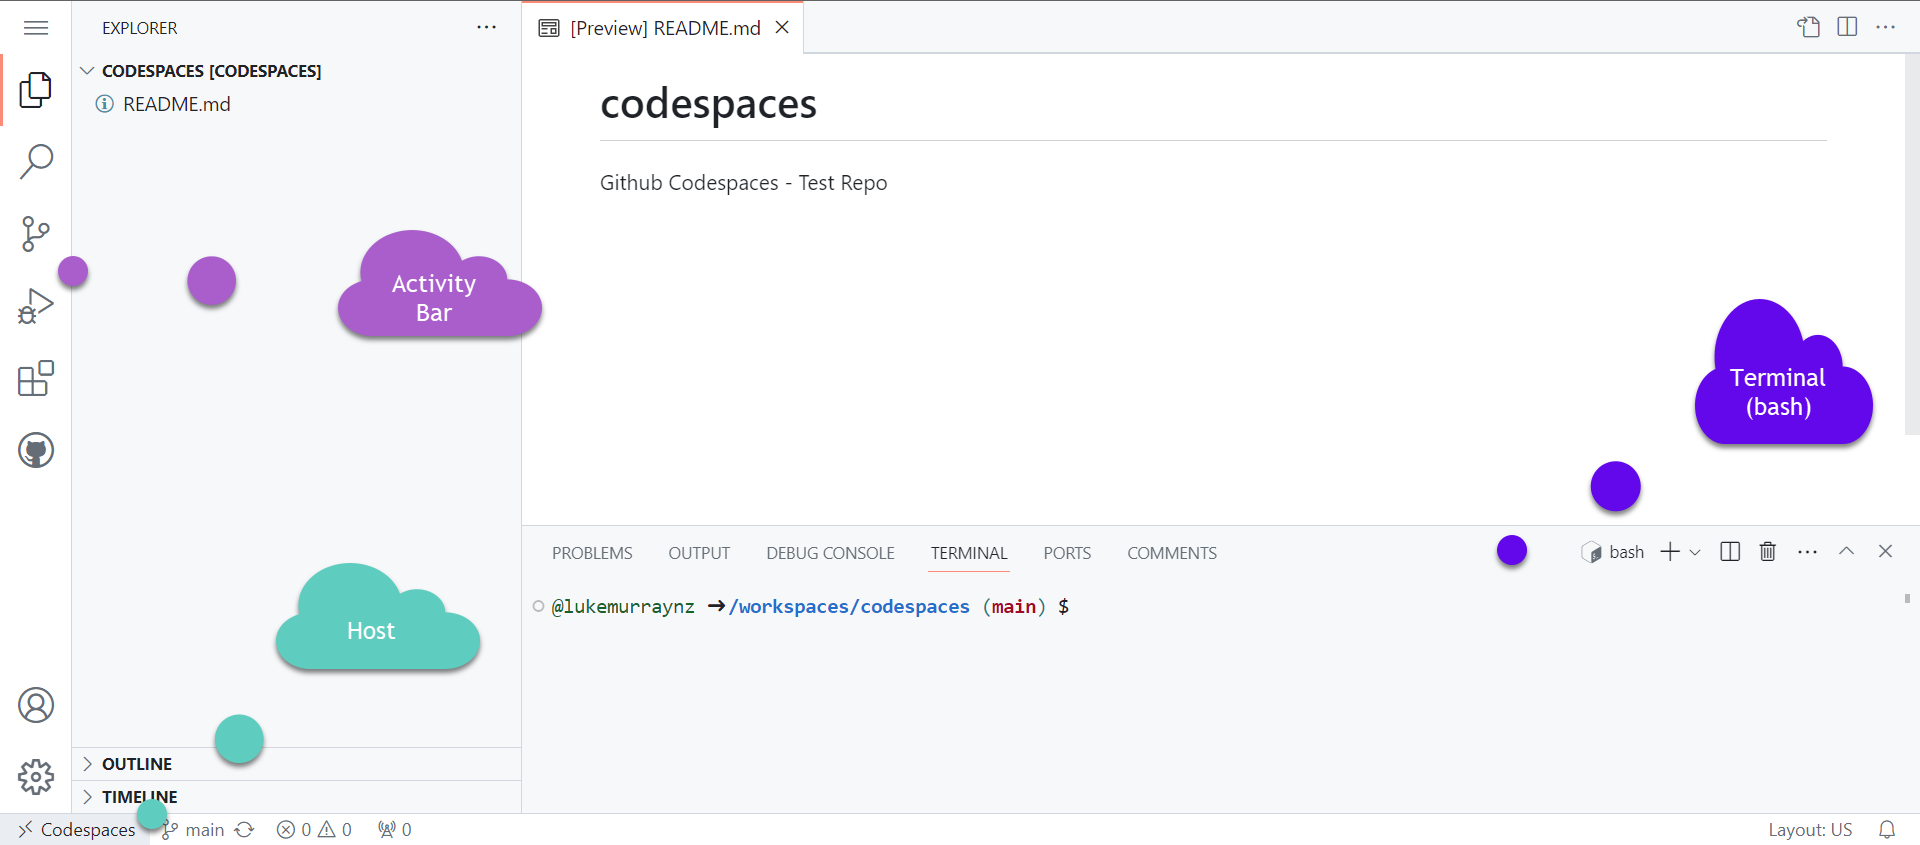 EXPLORER
[Preview] README.md
CODESPACES [CODESPACES]
README.md
codespaces
Github Codespaces - Test Repo
Activity
Bar
Terminal
(bash)
PROBLEMS OUTPUT DEBUG CONSOLE TERMINAL PORTS COMMENTS bash
@lukemurraynz ➜/workspaces/codespaces (main) $
Host
OUTLINE
TIMELINE
Codespaces main 0 0 0 Layout: US